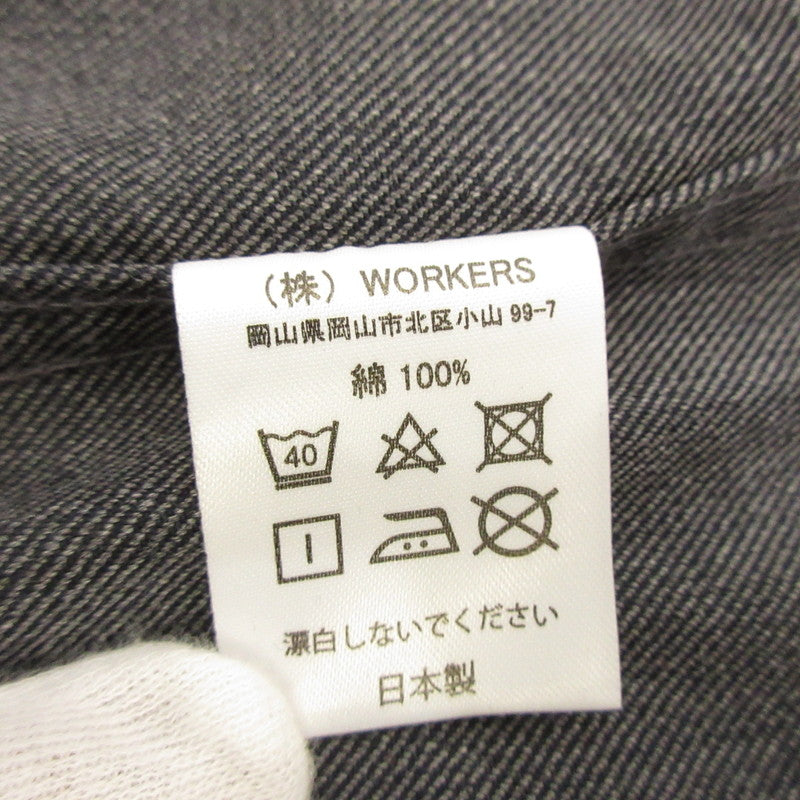 (株) WORKERS
岡山県岡山市北区小山 99-7
綿 100%
40
漂白しないでください
日本製